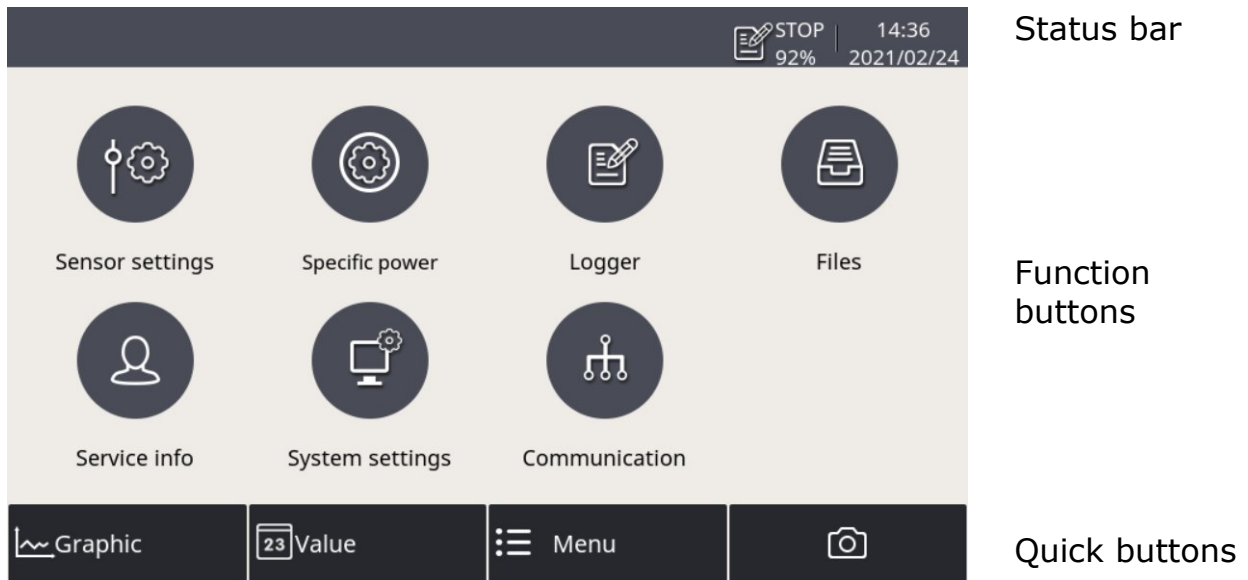 STOP
92%
14:36
2021/02/24
Status bar
Sensor settings
Specific power
Logger
Files
Function
buttons
Service info
System settings
Communication
Graphic
23 Value
Menu
Quick buttons